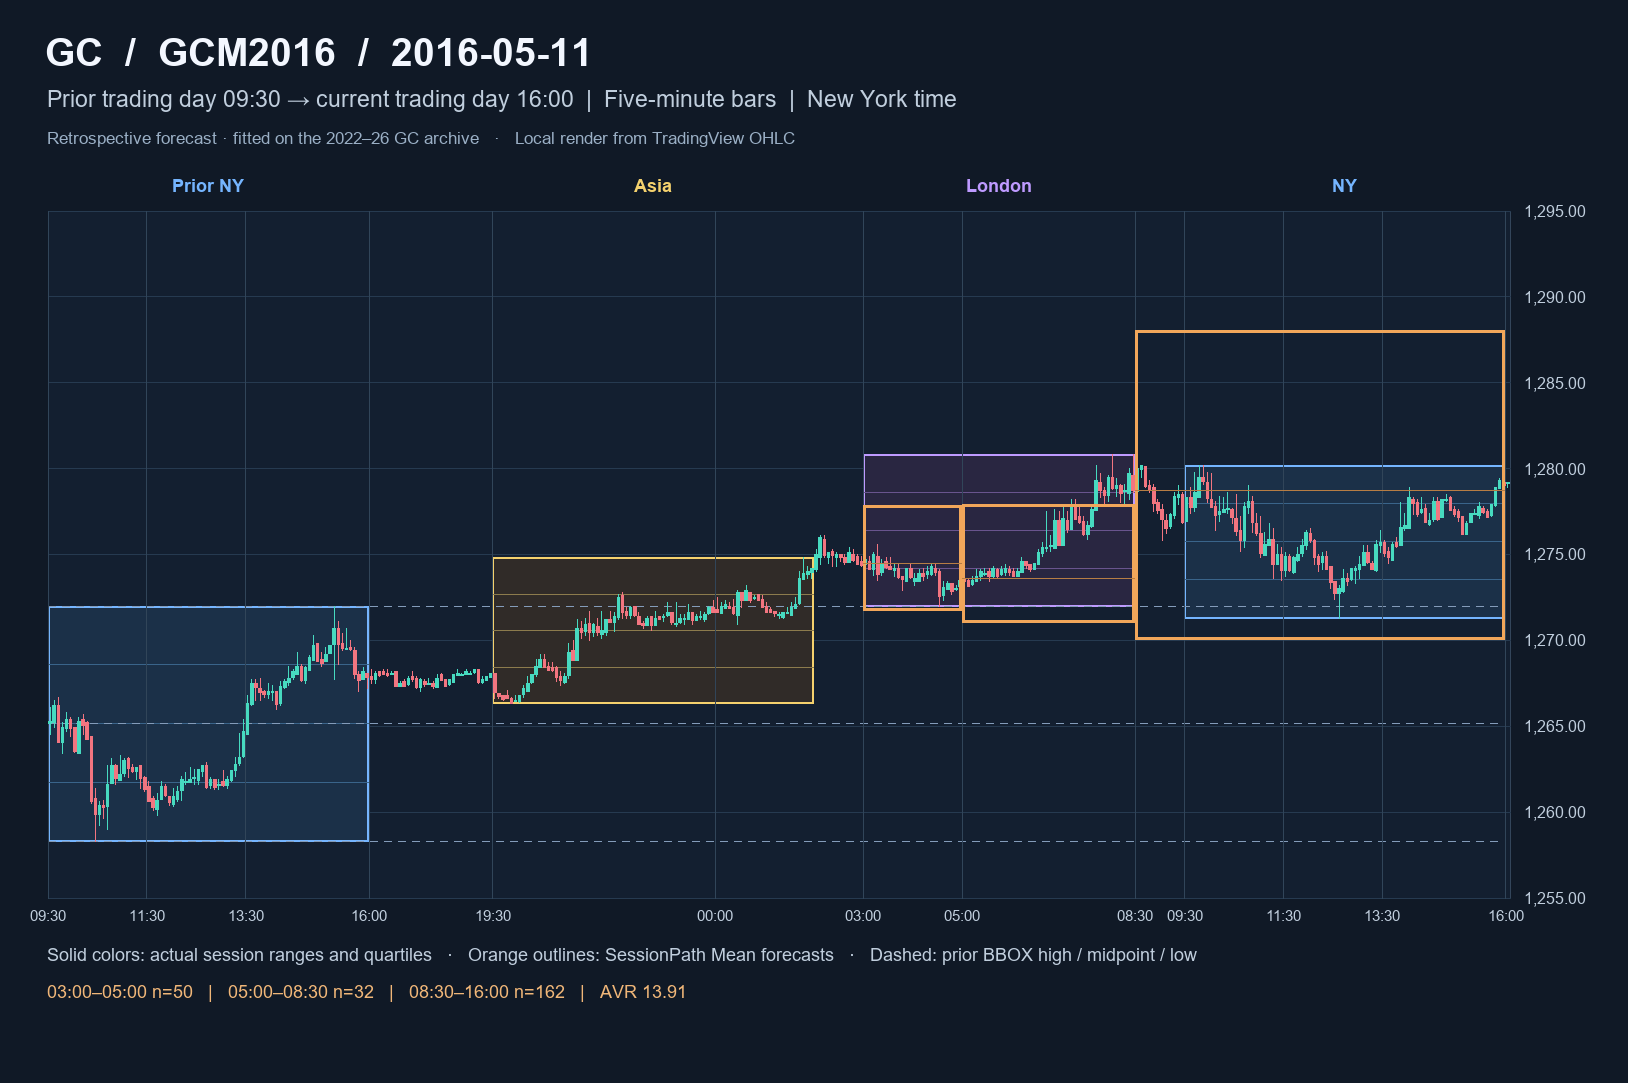 GC / GCM2016 / 2016-05-11
Prior trading day 09:30 → current trading day 16:00 | Five-minute bars | New York time
Retrospective forecast · fitted on the 2022–26 GC archive · Local render from TradingView OHLC
Prior NY Asia London NY
1,295.00
1,290.00
1,285.00
1,280.00
1,275.00
1,270.00
1,265.00
1,260.00
1,255.00
09:30 11:30 13:30 16:00 19:30 00:00 03:00 05:00 08:30 09:30 11:30 13:30 16:00
Solid colors: actual session ranges and quartiles · Orange outlines: SessionPath Mean forecasts · Dashed: prior BBOX high / midpoint / low
03:00–05:00 n=50 | 05:00–08:30 n=32 | 08:30–16:00 n=162 | AVR 13.91